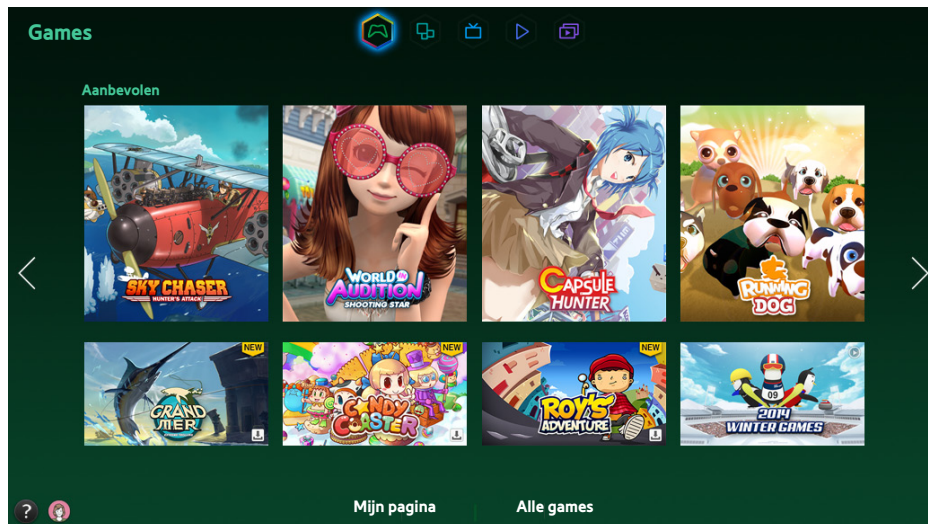 Games
Aanbevolen
SKY CHASER
HUNTER'S ATTACK
WORLD IN
AUDITION
SHOOTING STAR
CAPSULE
HUNTER
RUNNING
DOG
NEW
NEW
NEW
GRAND
MER
CANDY
COASTER
ROY'S
ADVENTURE
09
2014
WINTER GAMES
?
Mijn pagina
Alle games